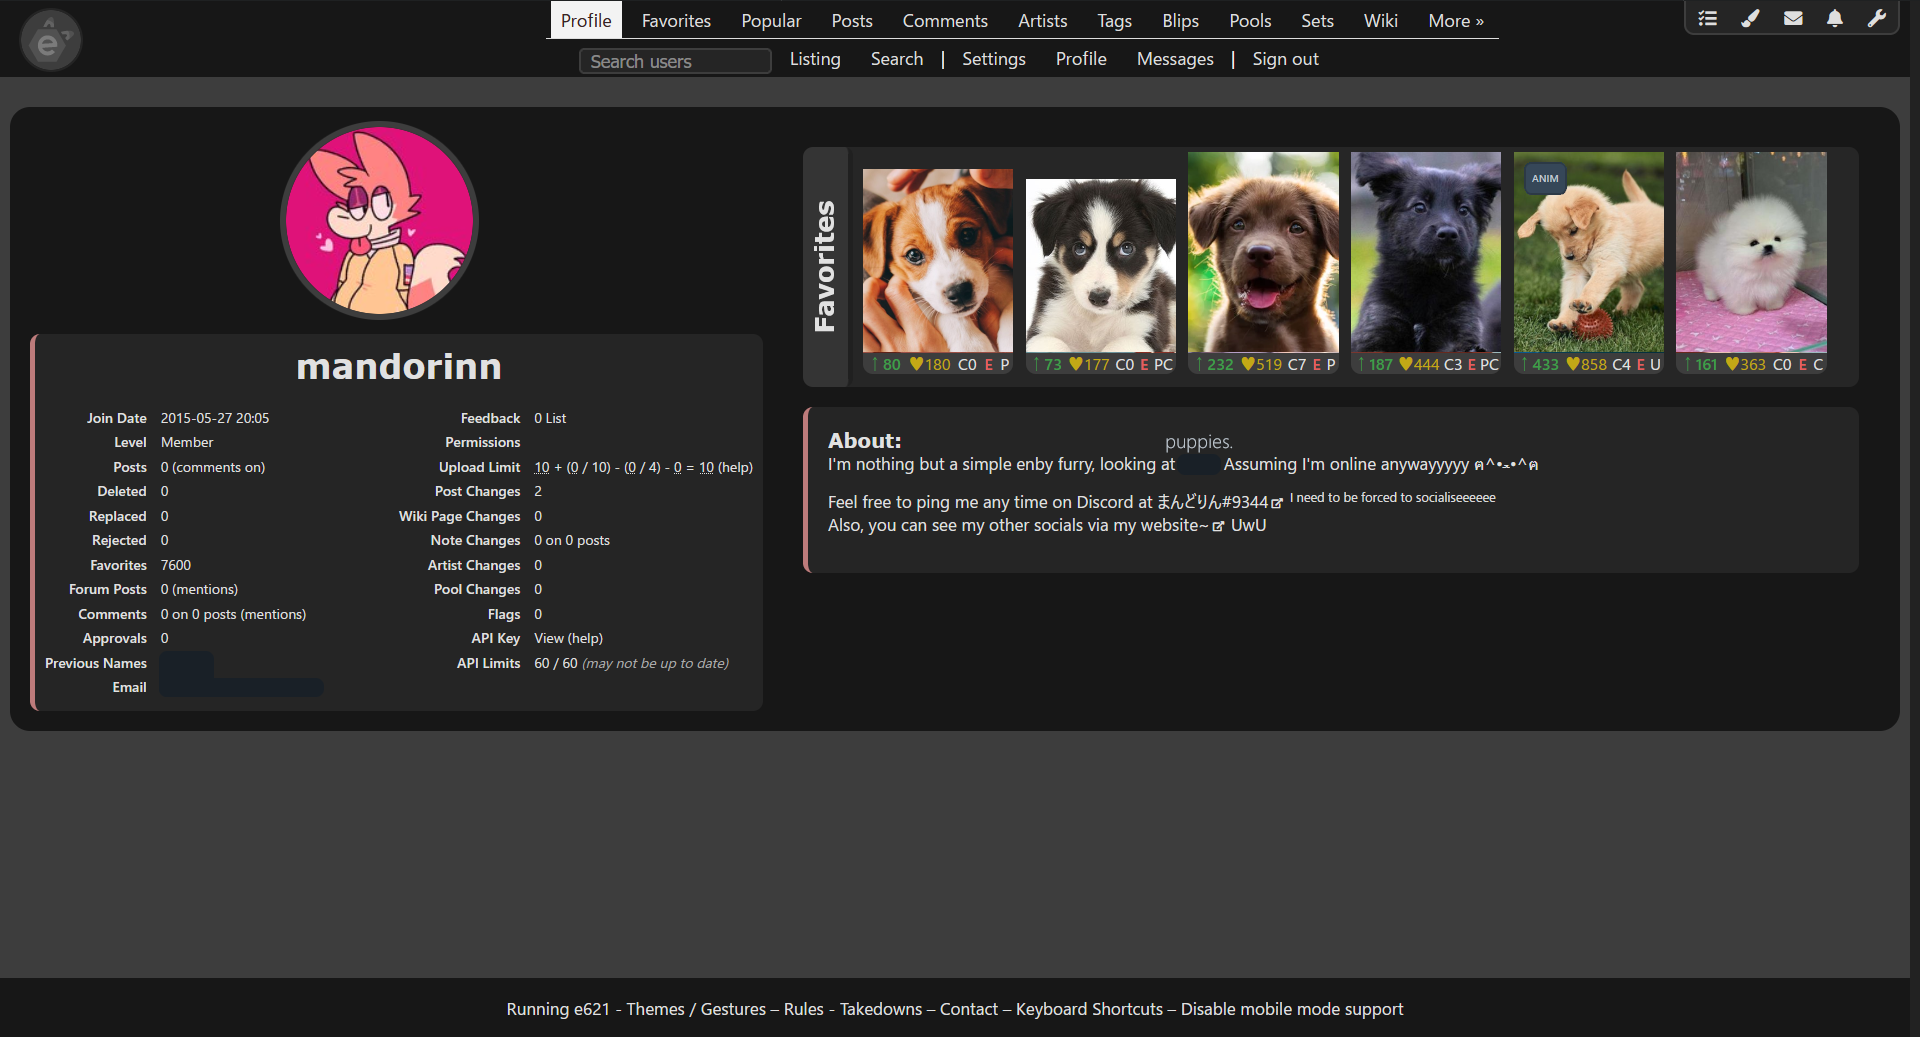 Profile Favorites Popular Posts Comments Artists Tags Blips Pools Sets Wiki More »
Search users Listing Search | Settings Profile Messages | Sign out
mandorinn
Join Date 2015-05-27 20:05
Level Member
Posts 0 (comments on)
Deleted 0
Replaced 0
Rejected 0
Favorites 7600
Forum Posts 0 (mentions)
Comments 0 on 0 posts (mentions)
Approvals 0
Previous Names
Email
Feedback 0 List
Permissions
Upload Limit 10 + (0 / 10) - (0 / 4) - 0 = 10 (help)
Post Changes 2
Wiki Page Changes 0
Note Changes 0 on 0 posts
Artist Changes 0
Pool Changes 0
Flags 0
API Key View (help)
API Limits 60 / 60 (may not be up to date)
Favorites
ANIM
↑80 ♥180 C0 E P
↑73 ♥177 C0 E PC
↑232 ♥519 C7 E P
↑187 ♥444 C3 E PC
↑433 ♥858 C4 E U
↑161 ♥363 C0 E C
About:
puppies.
I'm nothing but a simple enby furry, looking at Assuming I'm online anywayyyyy ฅ^•ﻌ•^ฅ
Feel free to ping me any time on Discord at まんどりん#9344 I need to be forced to socialiseeeeee
Also, you can see my other socials via my website~ UwU
Running e621 - Themes / Gestures – Rules - Takedowns – Contact – Keyboard Shortcuts – Disable mobile mode support